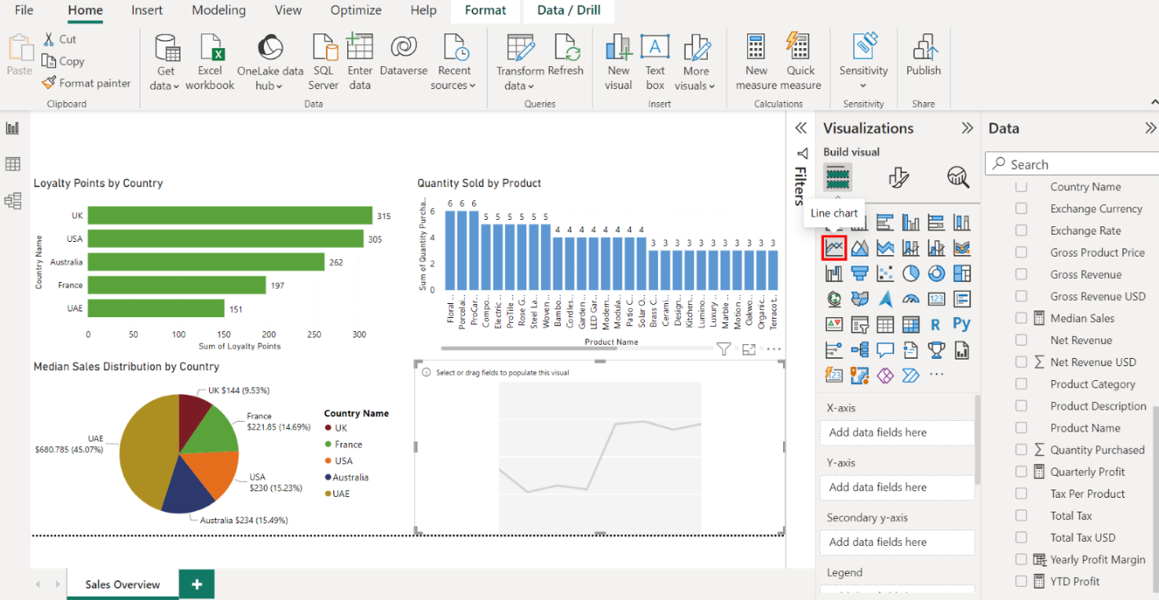 File Home Insert Modeling View Optimize Help Format Data / Drill
Paste
Cut
Copy
Format painter
Clipboard
Get data
Excel workbook
OneLake data hub
SQL Server
Enter data
Dataverse
Recent sources
Data
Transform data
Refresh
Queries
New visual
Text box
More visuals
Insert
New measure
Quick measure
Calculations
Sensitivity
Sensitivity
Publish
Share
Loyalty Points by Country
Country Name
UK 315
USA 305
Australia 262
France 197
UAE 151
0 50 100 150 200 250 300
Sum of Loyalty Points
Quantity Sold by Product
Sum of Quantity Purcha...
6
4
2
0
6 6 6 5 5 5 5 5 5 4 4 4 4 4 4 4 4 3 3 3 3 3 3 3 3 3 3 3
Floral ...
Porcelai...
ProCar...
Compo...
Electric ...
ProTile ...
Rose G...
Steel La...
Woven ...
Bambo...
Cordles...
Garden ...
LED Gar...
Modern...
Modula...
Patio C...
Solar O...
Brass C...
Cerami...
Design...
Kitchen...
Lumino...
Luxury ...
Marble ...
Motion ...
Oakwo...
Organic...
Terracot...
Product Name
Median Sales Distribution by Country
UK $144 (9.53%)
France
$221.85 (14.69%)
USA
$230 (15.23%)
Australia $234 (15.49%)
UAE
$680.785 (45.07%)
Country Name
UK
France
USA
Australia
UAE
Select or drag fields to populate this visual
Sales Overview
+
Filters
Visualizations
Build visual
Line chart
123
R
Py
123
...
X-axis
Add data fields here
Y-axis
Add data fields here
Secondary y-axis
Add data fields here
Legend
Data
Search
Country Name
Exchange Currency
Exchange Rate
Gross Product Price
Gross Revenue
Gross Revenue USD
Median Sales
Net Revenue
Net Revenue USD
Product Category
Product Description
Product Name
Quantity Purchased
Quarterly Profit
Tax Per Product
Total Tax
Total Tax USD
Yearly Profit Margin
YTD Profit